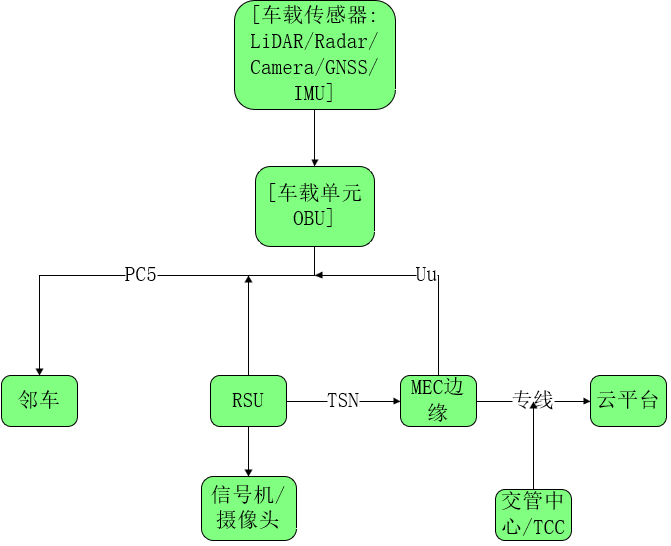 [车载传感器:
LiDAR/Radar/
Camera/GNSS/
IMU]
[车载单元
OBU]
PC5
Uu
邻车
RSU
TSN
MEC边
缘
专线
云平台
信号机/
摄像头
交管中
心/TCC